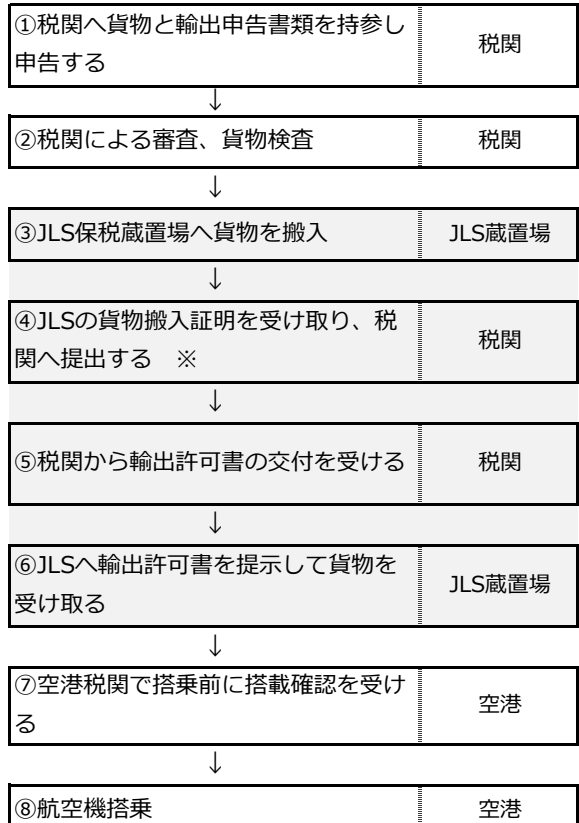 ①税関へ貨物と輸出申告書類を持参し
申告する
税関
↓
②税関による審査、貨物検査
税関
↓
③JLS保税蔵置場へ貨物を搬入
JLS蔵置場
↓
④JLSの貨物搬入証明を受け取り、税
関へ提出する　※
税関
↓
⑤税関から輸出許可書の交付を受ける
税関
↓
⑥JLSへ輸出許可書を提示して貨物を
受け取る
JLS蔵置場
↓
⑦空港税関で搭乗前に搭載確認を受け
る
空港
↓
⑧航空機搭乗
空港